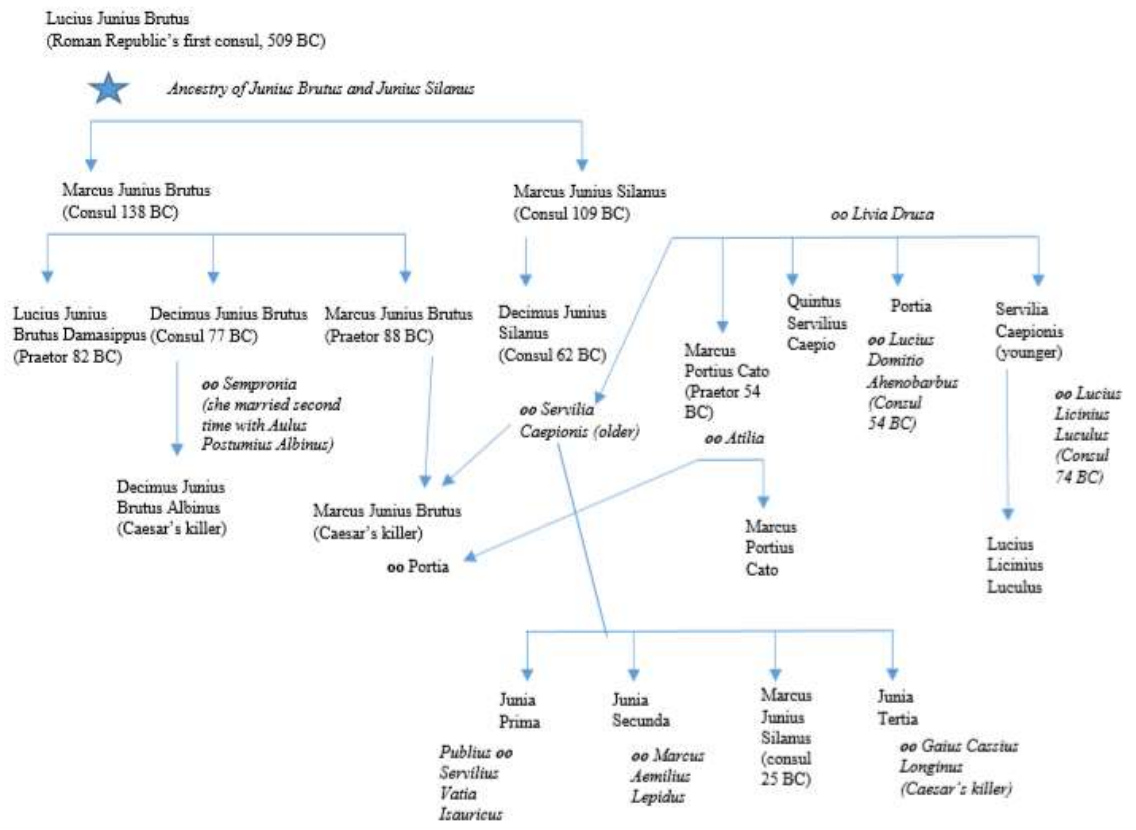 Lucius Junius Brutus
(Roman Republic's first consul, 509 BC)
Ancestry of Junius Brutus and Junius Silanus
Marcus Junius Brutus
(Consul 138 BC)
Marcus Junius Silanus
(Consul 109 BC)
oo Livia Drusa
Lucius Junius
Brutus Damasippus
(Praetor 82 BC)
Decimus Junius Brutus
(Consul 77 BC)
Marcus Junius Brutus
(Praetor 88 BC)
Decimus Junius
Silanus
(Consul 62 BC)
Marcus
Portius Cato
(Praetor 54
BC)
Quintus
Servilius
Caepio
Portia
oo Lucius
Domitio
Ahenobarbus
(Consul
54 BC)
Servilia
Caepionis
(younger)
oo Lucius
Licinius
Luculus
(Consul
74 BC)
oo Sempronia
(she married second
time with Aulus
Postumius Albinus)
oo Servilia
Caepionis (older)
oo Atilia
Decimus Junius
Brutus Albinus
(Caesar's killer)
Marcus Junius Brutus
(Caesar's killer)
oo Portia
Marcus
Portius
Cato
Lucius
Licinius
Luculus
Junia
Prima
Publius oo
Servilius
Vatia
Isauricus
Junia
Secunda
oo Marcus
Aemilius
Lepidus
Marcus
Junius
Silanus
(consul
25 BC)
Junia
Tertia
oo Gaius Cassius
Longinus
(Caesar's killer)